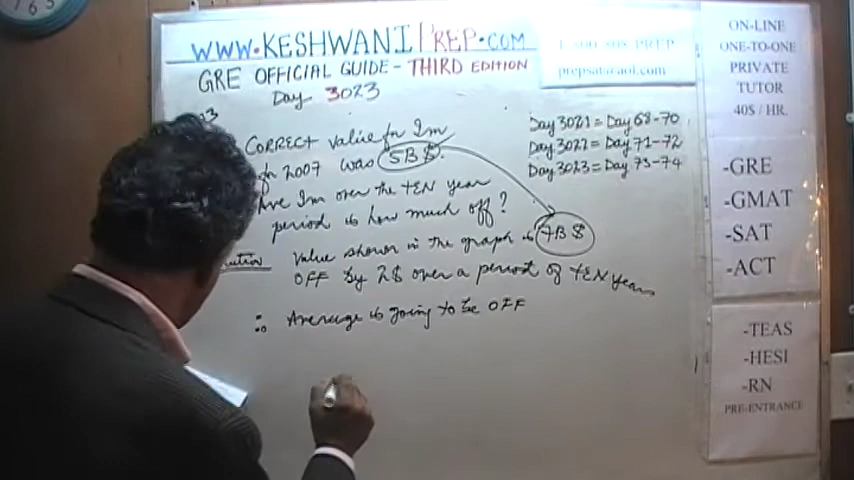 WWW.KESHWANIPREP.COM
GRE OFFICIAL GUIDE - THIRD EDITION
Day 3023
prepsat@aol.com
Day 3021 = Day 68-70
Day 3022 = Day 71-72
Day 3023 = Day 73-74
CORRECT value for Im
for 2007 was 5B$.
Ave Im over the tEN year
period is how much off?
Value shown in the graph is 7B$
OFF by 2$ over a period of tEN years
∴ Average is going to be OFF
ON-LINE
ONE-TO-ONE
PRIVATE
TUTOR
40$ / HR.
-GRE
-GMAT
-SAT
-ACT
-TEAS
-HESI
-RN
PRE-ENTRANCE